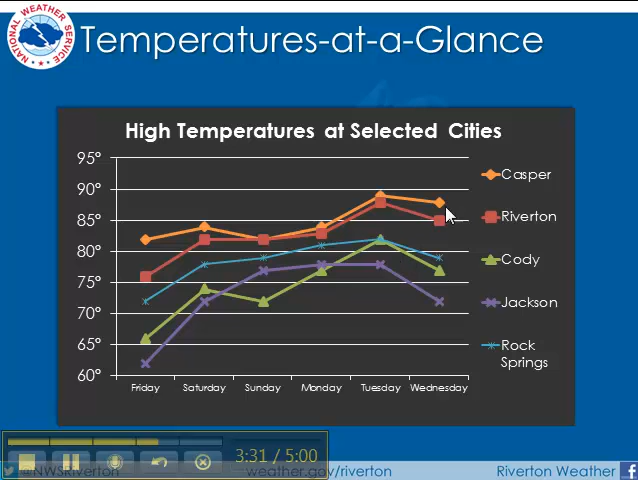 NATIONAL WEATHER SERVICE
Temperatures-at-a-Glance
High Temperatures at Selected Cities
95°
90°
85°
80°
75°
70°
65°
60°
Friday Saturday Sunday Monday Tuesday Wednesday
Casper
Riverton
Cody
Jackson
Rock
Springs
3:31 / 5:00
@NWSRiverton
weather.gov/riverton
Riverton Weather